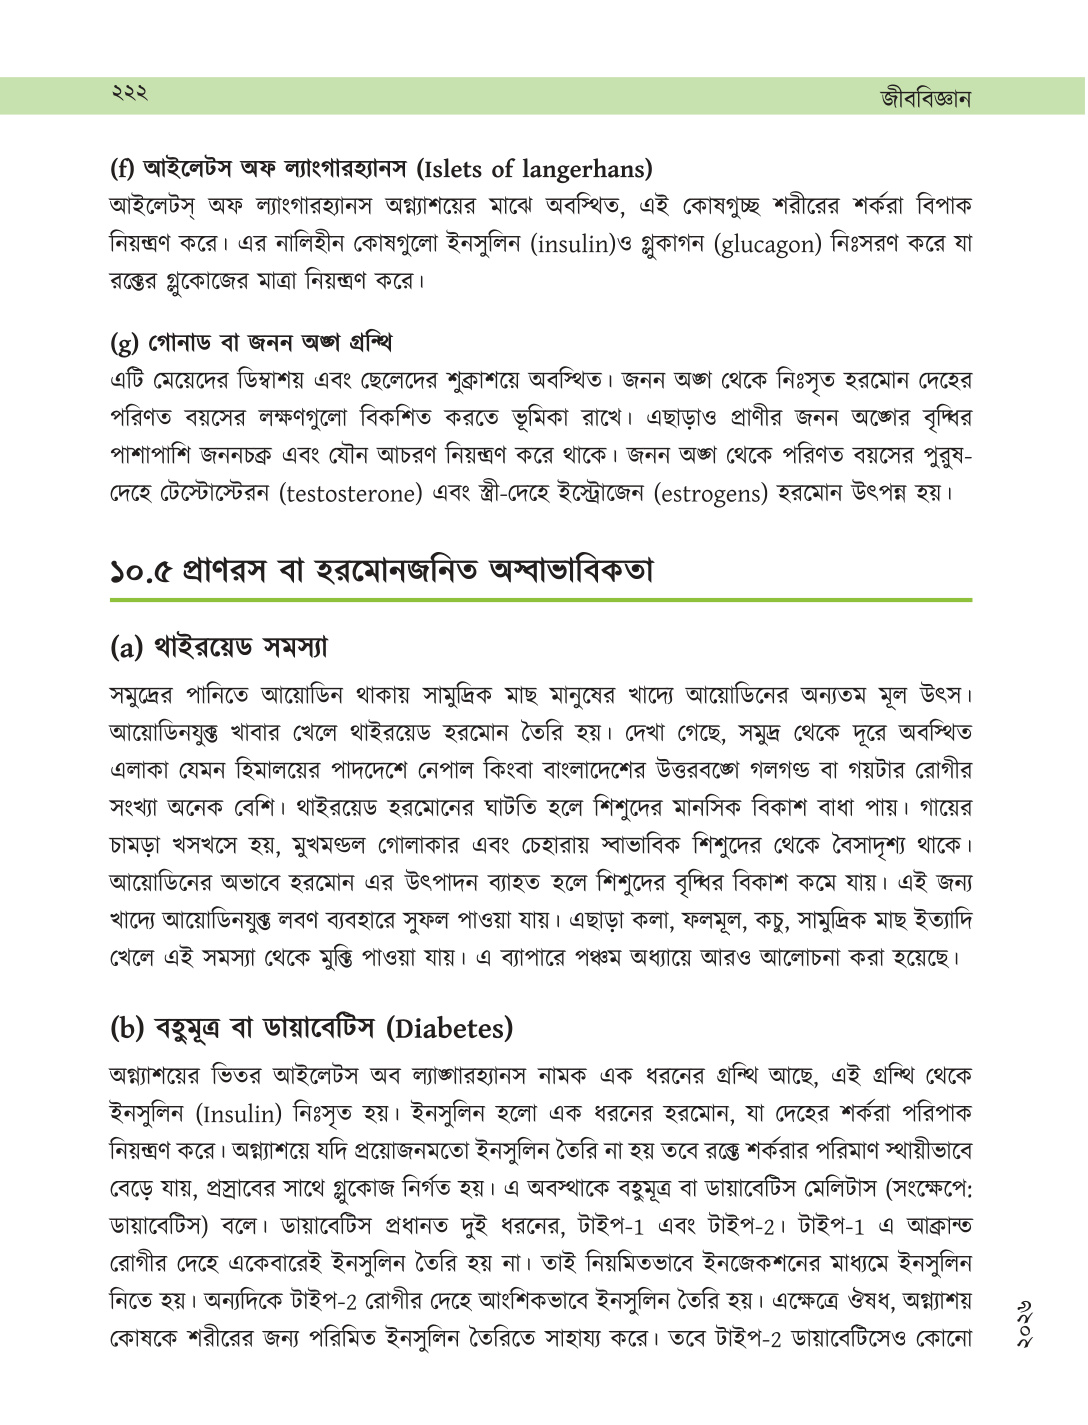 ২২২
জীববিজ্ঞান
(f) আইলেটস অফ ল্যাংগারহ্যানস (Islets of langerhans)
আইলেটস্ অফ ল্যাংগারহ্যানস অগ্ন্যাশয়ের মাঝে অবস্থিত, এই কোষগুচ্ছ শরীরের শর্করা বিপাক
নিয়ন্ত্রণ করে। এর নালিহীন কোষগুলো ইনসুলিন (insulin)ও গ্লুকাগন (glucagon) নিঃসরণ করে যা
রক্তের গ্লুকোজের মাত্রা নিয়ন্ত্রণ করে।
(g) গোনাড বা জনন অঙ্গ গ্রন্থি
এটি মেয়েদের ডিম্বাশয় এবং ছেলেদের শুক্রাশয়ে অবস্থিত। জনন অঙ্গ থেকে নিঃসৃত হরমোন দেহের
পরিণত বয়সের লক্ষণগুলো বিকশিত করতে ভূমিকা রাখে। এছাড়াও প্রাণীর জনন অঙ্গের বৃদ্ধির
পাশাপাশি জননচক্র এবং যৌন আচরণ নিয়ন্ত্রণ করে থাকে। জনন অঙ্গ থেকে পরিণত বয়সের পুরুষ-
দেহে টেস্টোস্টেরন (testosterone) এবং স্ত্রী-দেহে ইস্ট্রোজেন (estrogens) হরমোন উৎপন্ন হয়।
১০.৫ প্রাণরস বা হরমোনজনিত অস্বাভাবিকতা
(a) থাইরয়েড সমস্যা
সমুদ্রের পানিতে আয়োডিন থাকায় সামুদ্রিক মাছ মানুষের খাদ্যে আয়োডিনের অন্যতম মূল উৎস।
আয়োডিনযুক্ত খাবার খেলে থাইরয়েড হরমোন তৈরি হয়। দেখা গেছে, সমুদ্র থেকে দূরে অবস্থিত
এলাকা যেমন হিমালয়ের পাদদেশে নেপাল কিংবা বাংলাদেশের উত্তরবঙ্গে গলগণ্ড বা গয়টার রোগীর
সংখ্যা অনেক বেশি। থাইরয়েড হরমোনের ঘাটতি হলে শিশুদের মানসিক বিকাশ বাধা পায়। গায়ের
চামড়া খসখসে হয়, মুখমণ্ডল গোলাকার এবং চেহারায় স্বাভাবিক শিশুদের থেকে বৈসাদৃশ্য থাকে।
আয়োডিনের অভাবে হরমোন এর উৎপাদন ব্যাহত হলে শিশুদের বৃদ্ধির বিকাশ কমে যায়। এই জন্য
খাদ্যে আয়োডিনযুক্ত লবণ ব্যবহারে সুফল পাওয়া যায়। এছাড়া কলা, ফলমূল, কচু, সামুদ্রিক মাছ ইত্যাদি
খেলে এই সমস্যা থেকে মুক্তি পাওয়া যায়। এ ব্যাপারে পঞ্চম অধ্যায়ে আরও আলোচনা করা হয়েছে।
(b) বহুমূত্র বা ডায়াবেটিস (Diabetes)
অগ্ন্যাশয়ের ভিতর আইলেটস অব ল্যাঙ্গারহ্যানস নামক এক ধরনের গ্রন্থি আছে, এই গ্রন্থি থেকে
ইনসুলিন (Insulin) নিঃসৃত হয়। ইনসুলিন হলো এক ধরনের হরমোন, যা দেহের শর্করা পরিপাক
নিয়ন্ত্রণ করে। অগ্ন্যাশয়ে যদি প্রয়োজনমতো ইনসুলিন তৈরি না হয় তবে রক্তে শর্করার পরিমাণ স্থায়ীভাবে
বেড়ে যায়, প্রস্রাবের সাথে গ্লুকোজ নির্গত হয়। এ অবস্থাকে বহুমূত্র বা ডায়াবেটিস মেলিটাস (সংক্ষেপে:
ডায়াবেটিস) বলে। ডায়াবেটিস প্রধানত দুই ধরনের, টাইপ-1 এবং টাইপ-2। টাইপ-1 এ আক্রান্ত
রোগীর দেহে একেবারেই ইনসুলিন তৈরি হয় না। তাই নিয়মিতভাবে ইনজেকশনের মাধ্যমে ইনসুলিন
নিতে হয়। অন্যদিকে টাইপ-2 রোগীর দেহে আংশিকভাবে ইনসুলিন তৈরি হয়। এক্ষেত্রে ঔষধ, অগ্ন্যাশয়
কোষকে শরীরের জন্য পরিমিত ইনসুলিন তৈরিতে সাহায্য করে। তবে টাইপ-2 ডায়াবেটিসেও কোনো
২০২৬